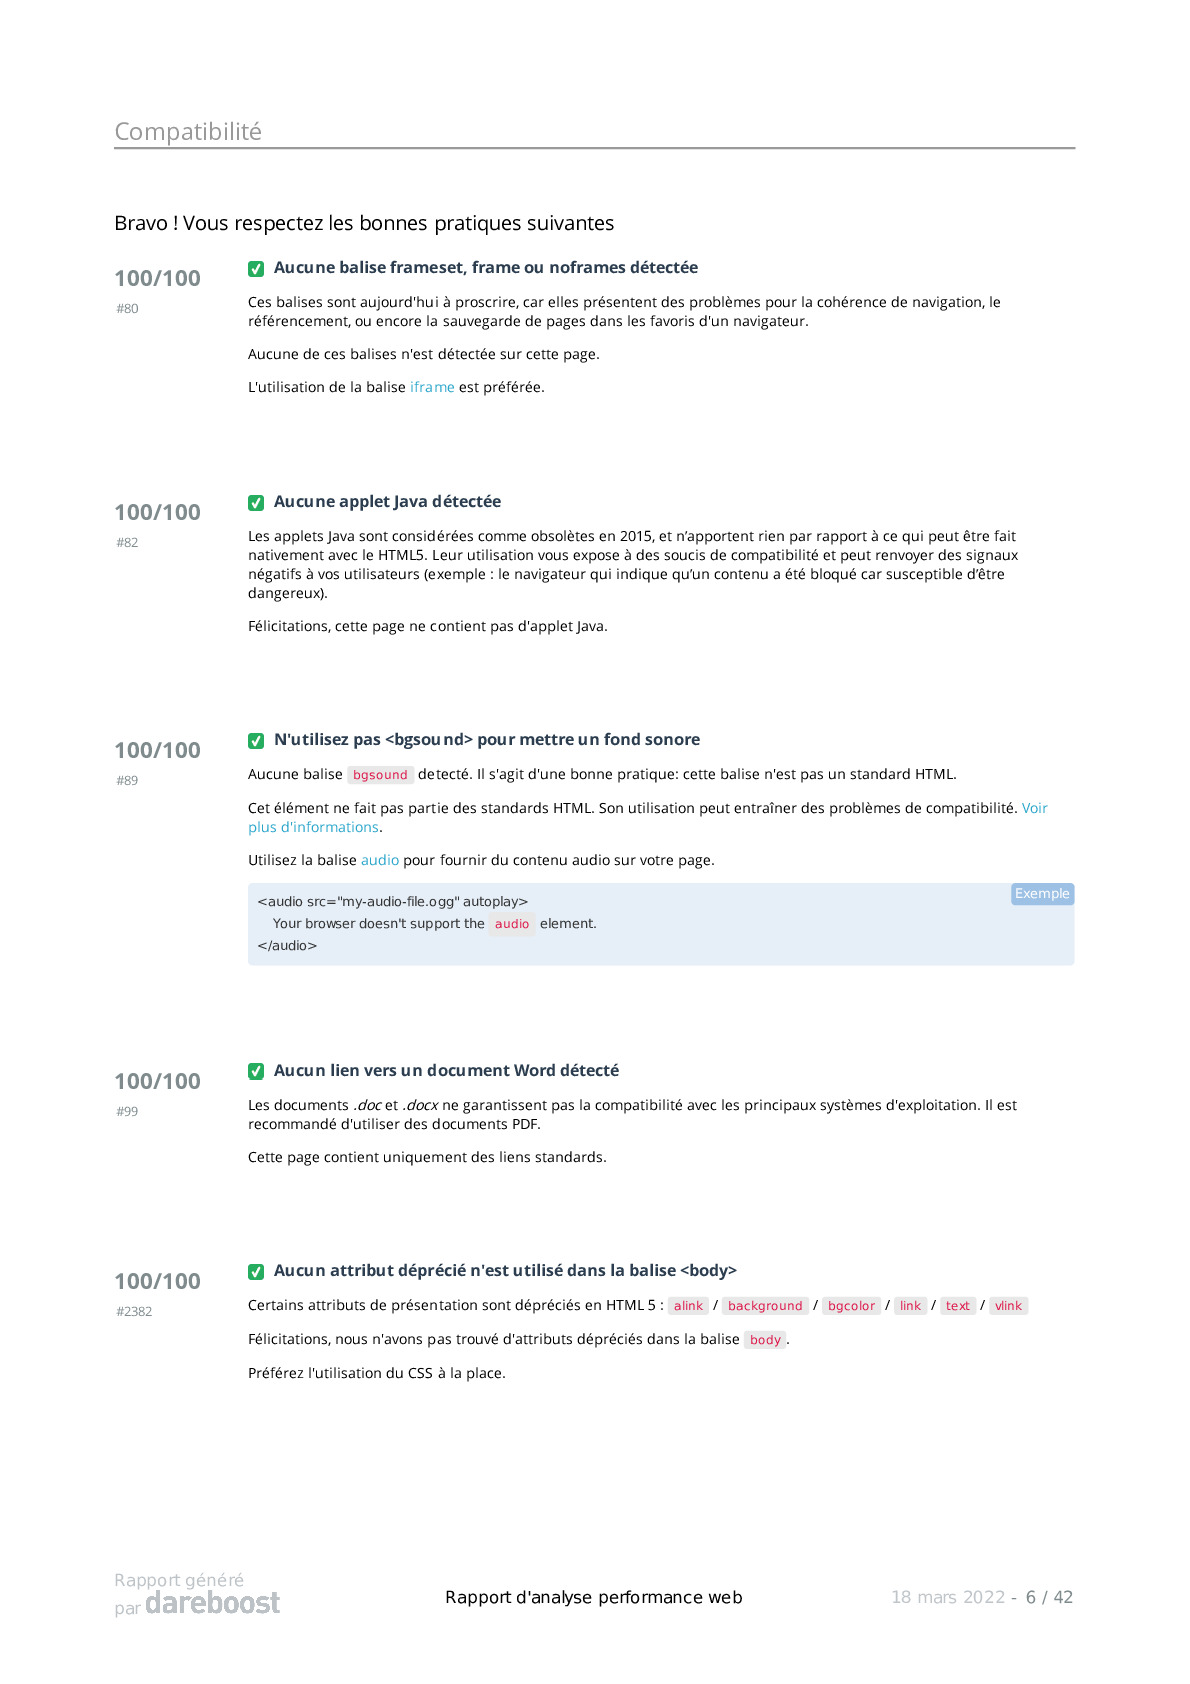 Compatibilité
Bravo ! Vous respectez les bonnes pratiques suivantes
100/100
#80
Aucune balise frameset, frame ou noframes détectée
Ces balises sont aujourd'hui à proscrire, car elles présentent des problèmes pour la cohérence de navigation, le
référencement, ou encore la sauvegarde de pages dans les favoris d'un navigateur.
Aucune de ces balises n'est détectée sur cette page.
L'utilisation de la balise iframe est préférée.
100/100
#82
Aucune applet Java détectée
Les applets Java sont considérées comme obsolètes en 2015, et n’apportent rien par rapport à ce qui peut être fait
nativement avec le HTML5. Leur utilisation vous expose à des soucis de compatibilité et peut renvoyer des signaux
négatifs à vos utilisateurs (exemple : le navigateur qui indique qu’un contenu a été bloqué car susceptible d’être
dangereux).
Félicitations, cette page ne contient pas d'applet Java.
100/100
#89
N'utilisez pas <bgsound> pour mettre un fond sonore
Aucune balise bgsound detecté. Il s'agit d'une bonne pratique: cette balise n'est pas un standard HTML.
Cet élément ne fait pas partie des standards HTML. Son utilisation peut entraîner des problèmes de compatibilité. Voir
plus d'informations.
Utilisez la balise audio pour fournir du contenu audio sur votre page.
Exemple
<audio src="my-audio-file.ogg" autoplay>
Your browser doesn't support the audio element.
</audio>
100/100
#99
Aucun lien vers un document Word détecté
Les documents .doc et .docx ne garantissent pas la compatibilité avec les principaux systèmes d'exploitation. Il est
recommandé d'utiliser des documents PDF.
Cette page contient uniquement des liens standards.
100/100
#2382
Aucun attribut déprécié n'est utilisé dans la balise <body>
Certains attributs de présentation sont dépréciés en HTML 5 : alink / background / bgcolor / link / text / vlink
Félicitations, nous n'avons pas trouvé d'attributs dépréciés dans la balise body.
Préférez l'utilisation du CSS à la place.
Rapport généré
par dareboost
Rapport d'analyse performance web
18 mars 2022 - 6 / 42